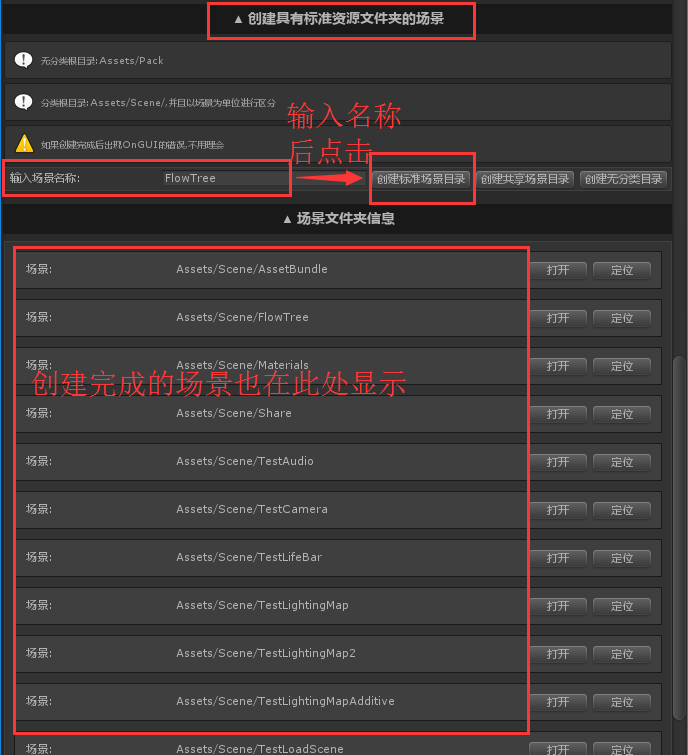 ▲ 创建具有标准资源文件夹的场景
无分类根目录:Assets/Pack
分类根目录:Assets/Scene/,并且以场景为单位进行区分
输入名称
后点击
如果创建完成后出现OnGUI的错误,不用理会
输入场景名称: FlowTree 创建标准场景目录 创建共享场景目录 创建无分类目录
▲ 场景文件夹信息
场景: Assets/Scene/AssetBundle 打开 定位
场景: Assets/Scene/FlowTree 打开 定位
场景: Assets/Scene/Materials 打开 定位
创建完成的场景也在此处显示
场景: Assets/Scene/Share 打开 定位
场景: Assets/Scene/TestAudio 打开 定位
场景: Assets/Scene/TestCamera 打开 定位
场景: Assets/Scene/TestLifeBar 打开 定位
场景: Assets/Scene/TestLightingMap 打开 定位
场景: Assets/Scene/TestLightingMap2 打开 定位
场景: Assets/Scene/TestLightingMapAdditive 打开 定位
场景: Assets/Scene/TestLoadScene 打开 定位